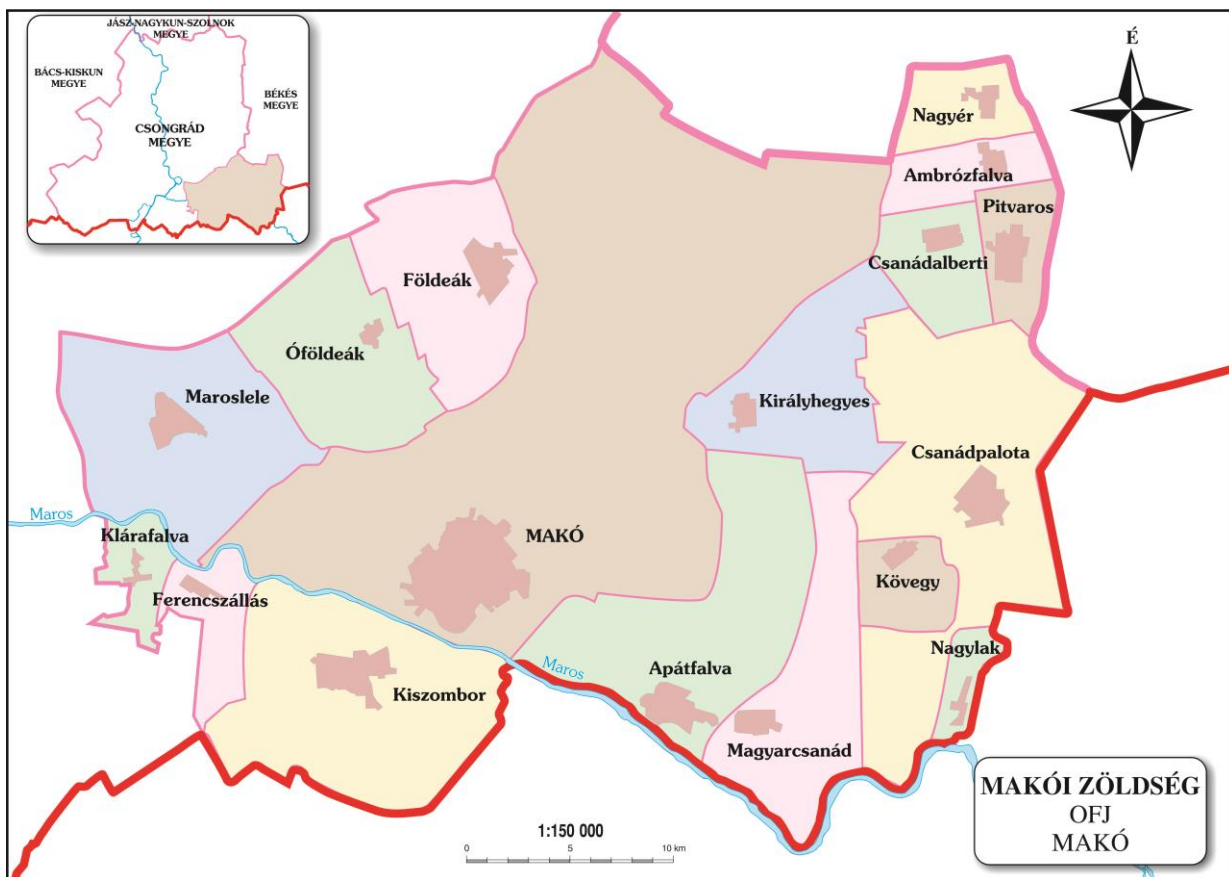 JÁSZ-NAGYKUN-SZOLNOK
MEGYE
BÁCS-KISKUN
MEGYE
BÉKÉS
MEGYE
CSONGRÁD
MEGYE
É
Nagyér
Ambrózfalva
Pitvaros
Csanádalberti
Földeák
Óföldeák
Maroslele
Királyhegyes
Csanádpalota
Maros
Klárafalva
MAKÓ
Kövegy
Ferencszállás
Nagylak
Maros
Apátfalva
Kiszombor
Magyarcsanád
MAKÓI ZÖLDSÉG
OFJ
MAKÓ
1:150 000
0 5 10 km